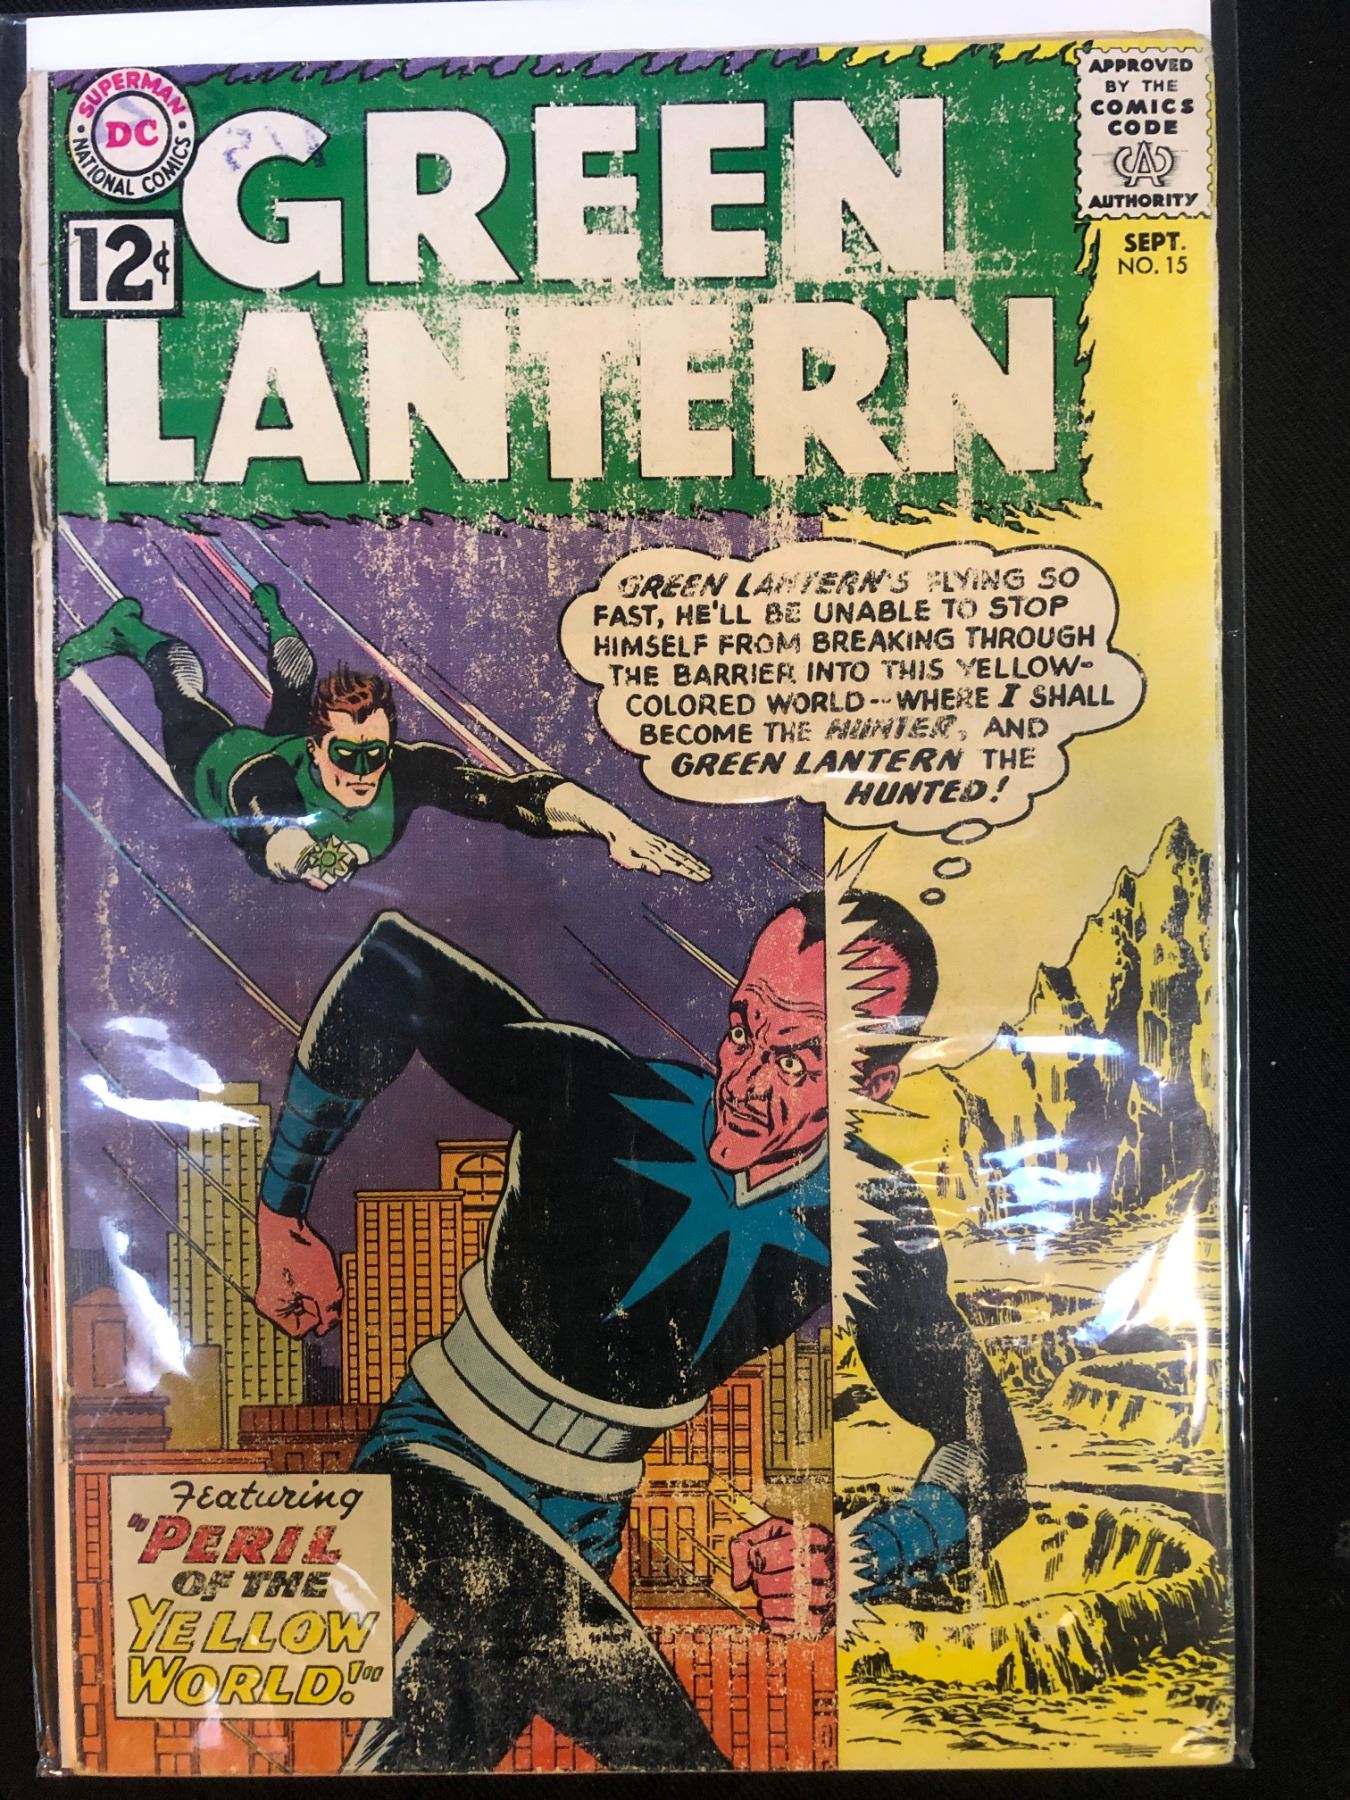 SUPERMAN
DC
NATIONAL COMICS
12¢
GREEN
LANTERN
APPROVED
BY THE
COMICS
CODE
CA
AUTHORITY
SEPT.
NO. 15
GREEN LANTERN'S FLYING SO
FAST, HE'LL BE UNABLE TO STOP
HIMSELF FROM BREAKING THROUGH
THE BARRIER INTO THIS YELLOW-
COLORED WORLD--WHERE I SHALL
BECOME THE HUNTER, AND
GREEN LANTERN THE
HUNTED!
Featuring
"PERIL
OF THE
YELLOW
WORLD!"